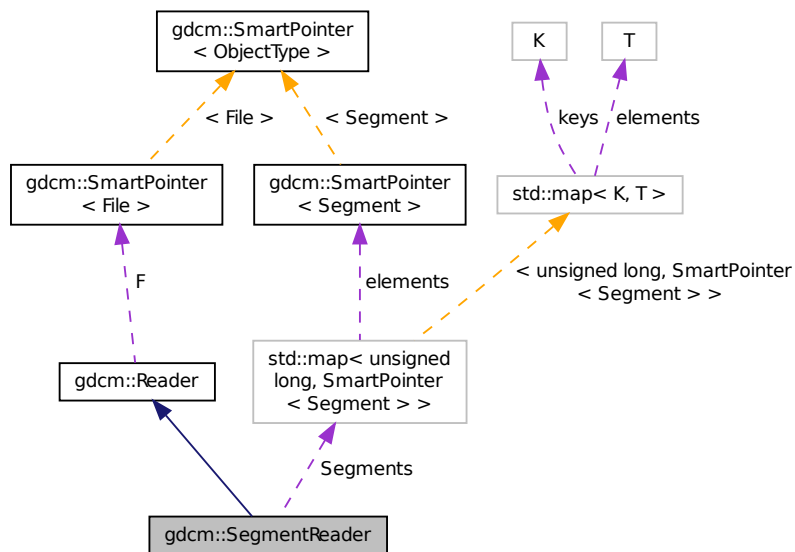 gdcm::SmartPointer
< ObjectType >
K
T
< File >
< Segment >
keys
elements
gdcm::SmartPointer
< File >
gdcm::SmartPointer
< Segment >
std::map< K, T >
F
elements
< unsigned long, SmartPointer
< Segment > >
gdcm::Reader
std::map< unsigned
long, SmartPointer
< Segment > >
Segments
gdcm::SegmentReader